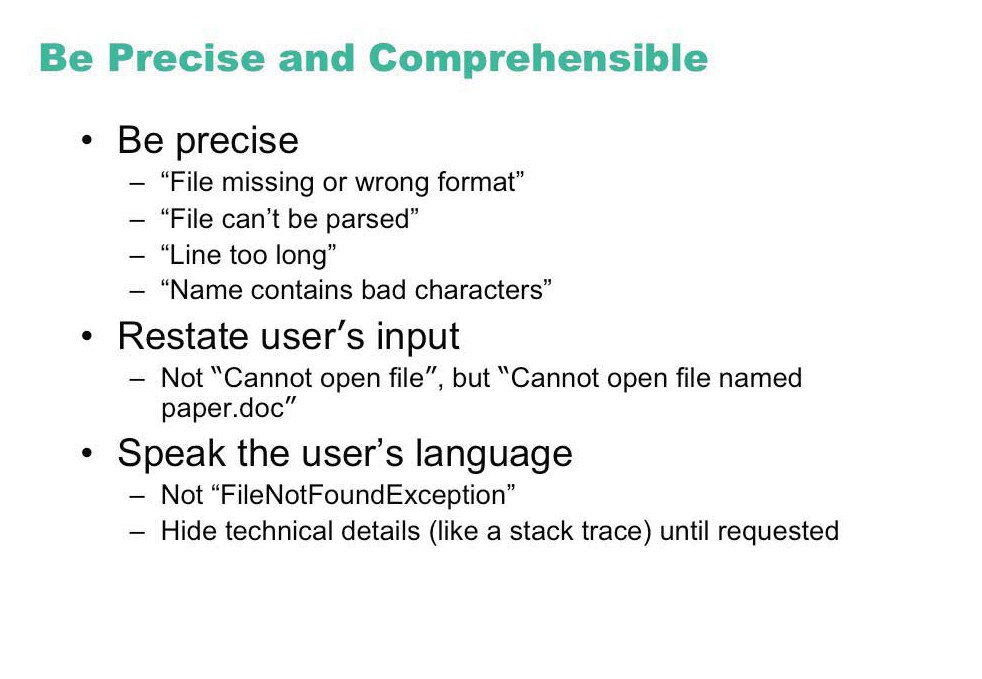 Be Precise and Comprehensible
• Be precise
– “File missing or wrong format”
– “File can’t be parsed”
– “Line too long”
– “Name contains bad characters”
• Restate user′s input
– Not ‶Cannot open file″, but ‶Cannot open file named
paper.doc″
• Speak the user’s language
– Not “FileNotFoundException”
– Hide technical details (like a stack trace) until requested